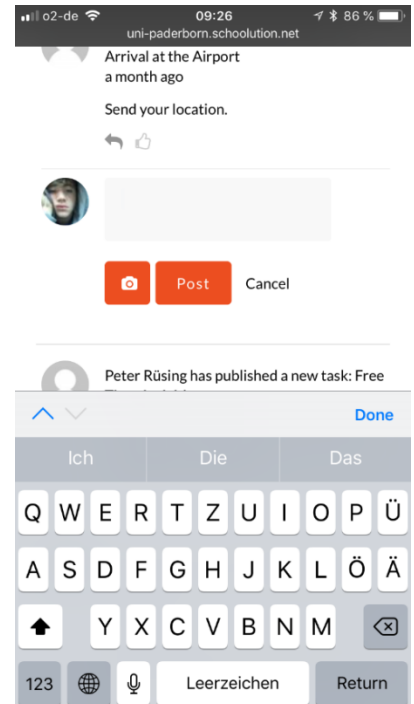 o2-de 09:26 86 %
uni-paderborn.schoolution.net
Arrival at the Airport
a month ago
Send your location.
Post Cancel
Peter Rüsing has published a new task: Free
Done
Ich Die Das
Q W E R T Z U I O P Ü
A S D F G H J K L Ö Ä
Y X C V B N M
123 Leerzeichen Return